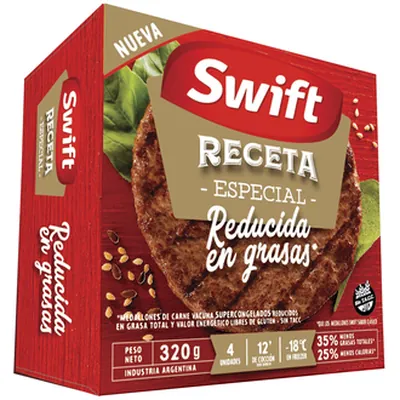 NUEVA
Swift
RECETA
- ESPECIAL -
Reducida
en grasas*
Swift
RECETA
- ESPECIAL -
Reducida
en grasas
*MEDALLONES DE CARNE VACUNA SUPERCONGELADOS REDUCIDOS
EN GRASA TOTAL Y VALOR ENERGÉTICO LIBRES DE GLUTEN - SIN TACC
PESO
NETO
320g
INDUSTRIA ARGENTINA
4
UNIDADES
12'
DE COCCIÓN
-18°C
EN FREEZER
35% MENOS
GRASAS TOTALES*
25% MENOS CALORÍAS*